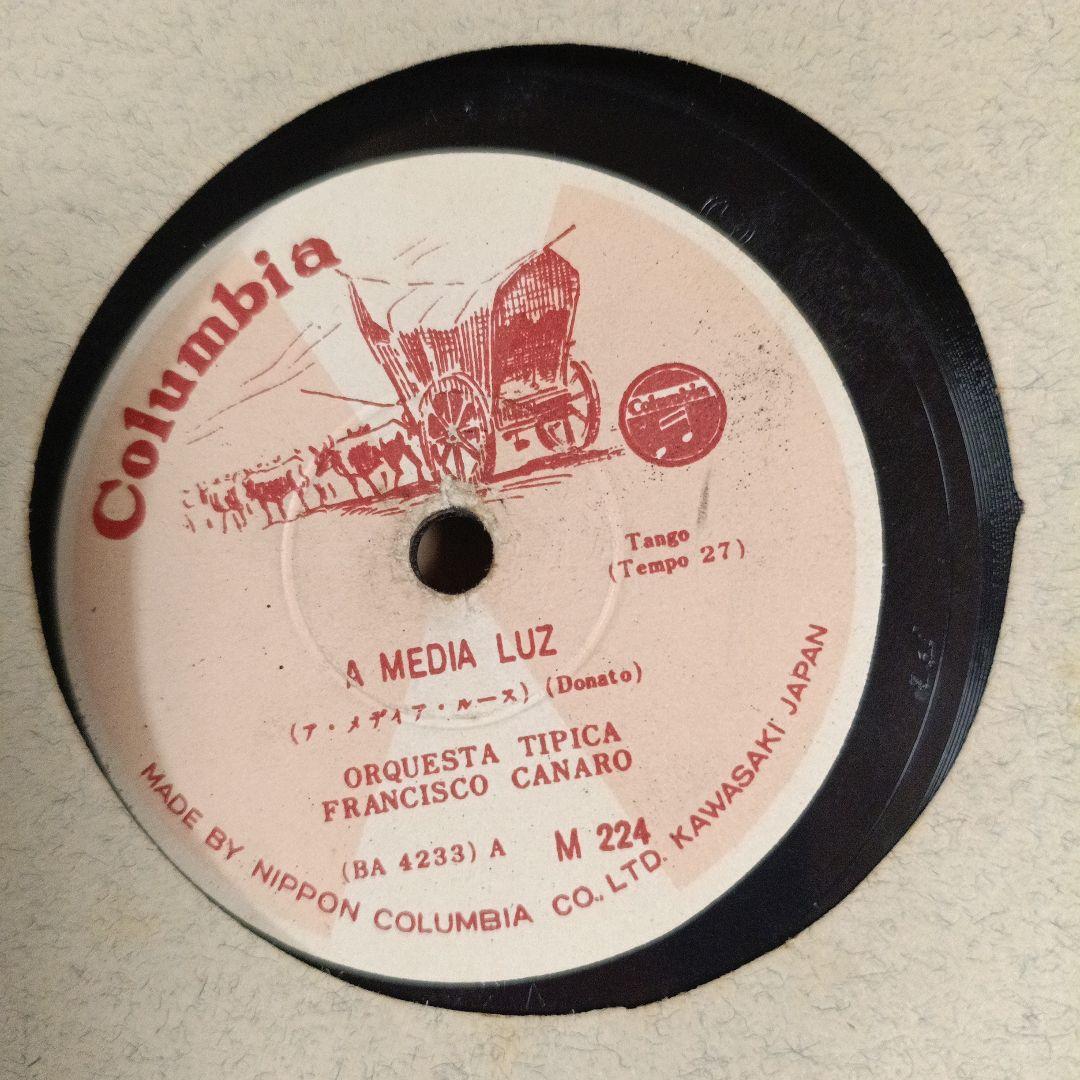 Columbia
Columbia
Tango
(Tempo 27)
A MEDIA LUZ
(ア・メディア・ルース) (Donato)
ORQUESTA TIPICA
FRANCISCO CANARO
(BA 4233) A M 224
MADE BY NIPPON COLUMBIA CO., LTD. KAWASAKI JAPAN